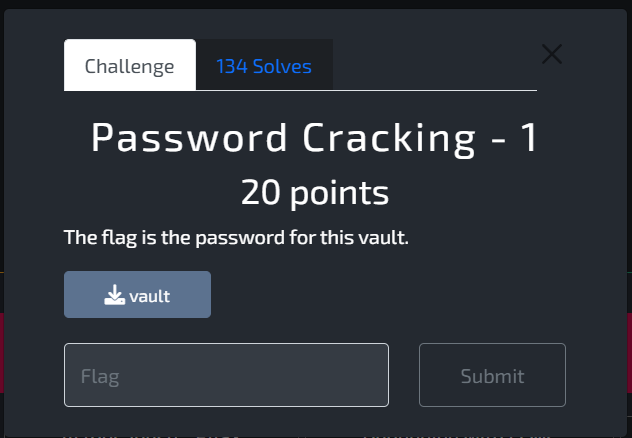 Challenge
134 Solves
Password Cracking - 1
20 points
The flag is the password for this vault.
vault
Flag
Submit